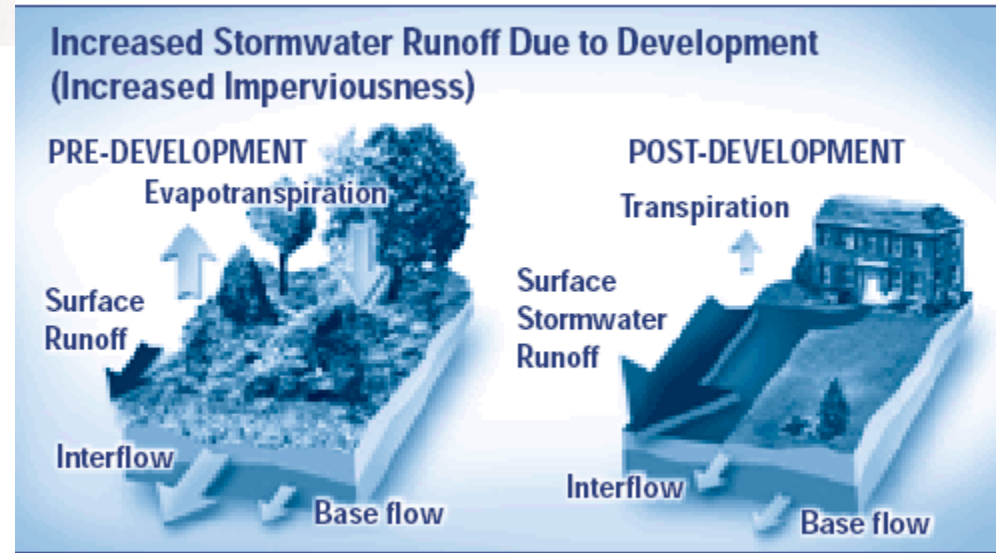 Increased Stormwater Runoff Due to Development
(Increased Imperviousness)
PRE-DEVELOPMENT
Evapotranspiration
Surface
Runoff
Interflow
Base flow
POST-DEVELOPMENT
Transpiration
Surface
Stormwater
Runoff
Interflow
Base flow